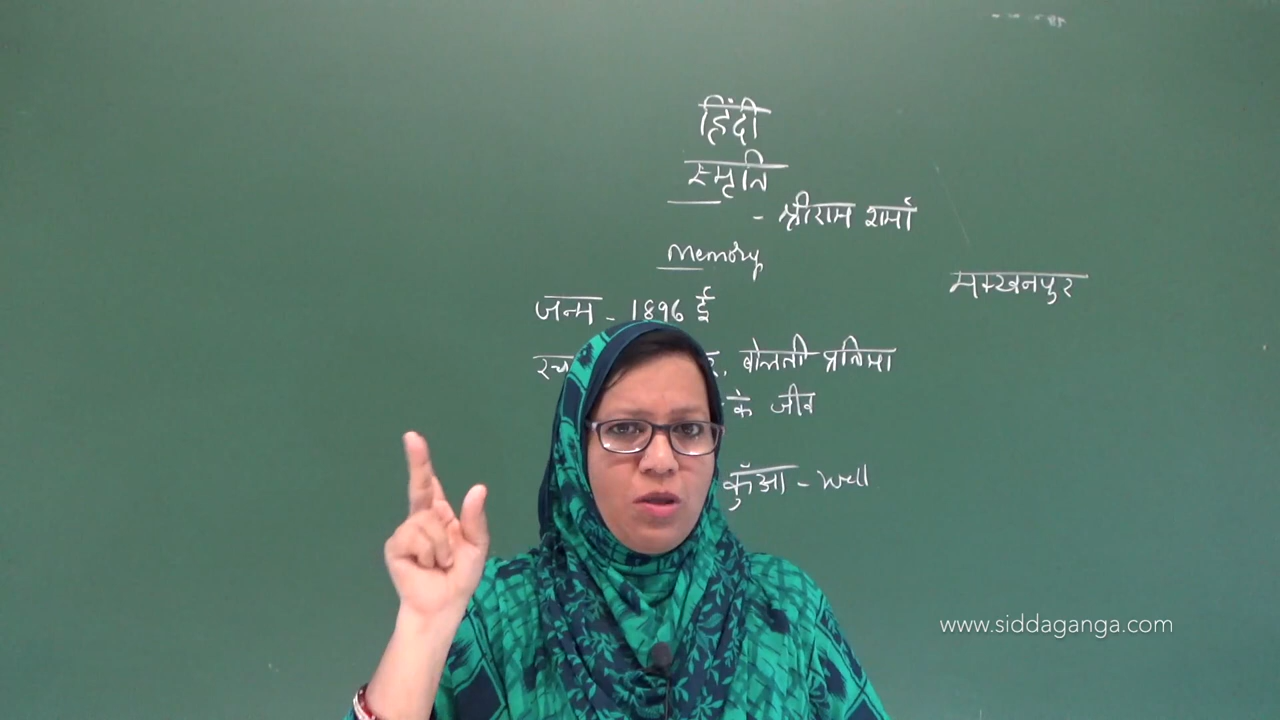 हिंदी
स्मृति
- श्रीराम शर्मा
Memory
मक्खनपुर
जन्म - 1896 ई
बोलती प्रतिमा
के जीव
कुँआ - well
www.siddaganga.com